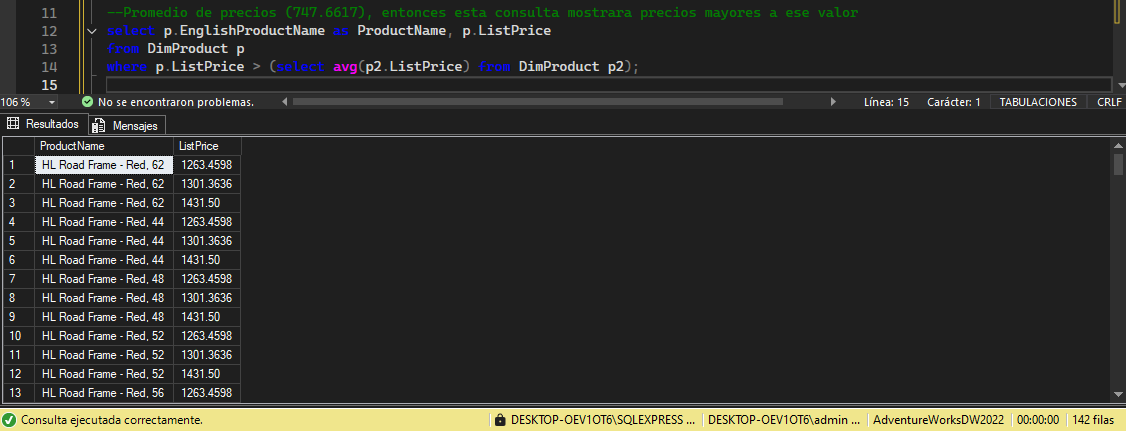 11 --Promedio de precios (747.6617), entonces esta consulta mostrara precios mayores a ese valor
12 select p.EnglishProductName as ProductName, p.ListPrice
13 from DimProduct p
14 where p.ListPrice > (select avg(p2.ListPrice) from DimProduct p2);
15
106 % No se encontraron problemas. Línea: 15 Carácter: 1 TABULACIONES CRLF
Resultados Mensajes
ProductName ListPrice
1 HL Road Frame - Red, 62 1263.4598
2 HL Road Frame - Red, 62 1301.3636
3 HL Road Frame - Red, 62 1431.50
4 HL Road Frame - Red, 44 1263.4598
5 HL Road Frame - Red, 44 1301.3636
6 HL Road Frame - Red, 44 1431.50
7 HL Road Frame - Red, 48 1263.4598
8 HL Road Frame - Red, 48 1301.3636
9 HL Road Frame - Red, 48 1431.50
10 HL Road Frame - Red, 52 1263.4598
11 HL Road Frame - Red, 52 1301.3636
12 HL Road Frame - Red, 52 1431.50
13 HL Road Frame - Red, 56 1263.4598
Consulta ejecutada correctamente. DESKTOP-OEV1OT6\SQLEXPRESS ... DESKTOP-OEV1OT6\admin ... AdventureWorksDW2022 00:00:00 142 filas